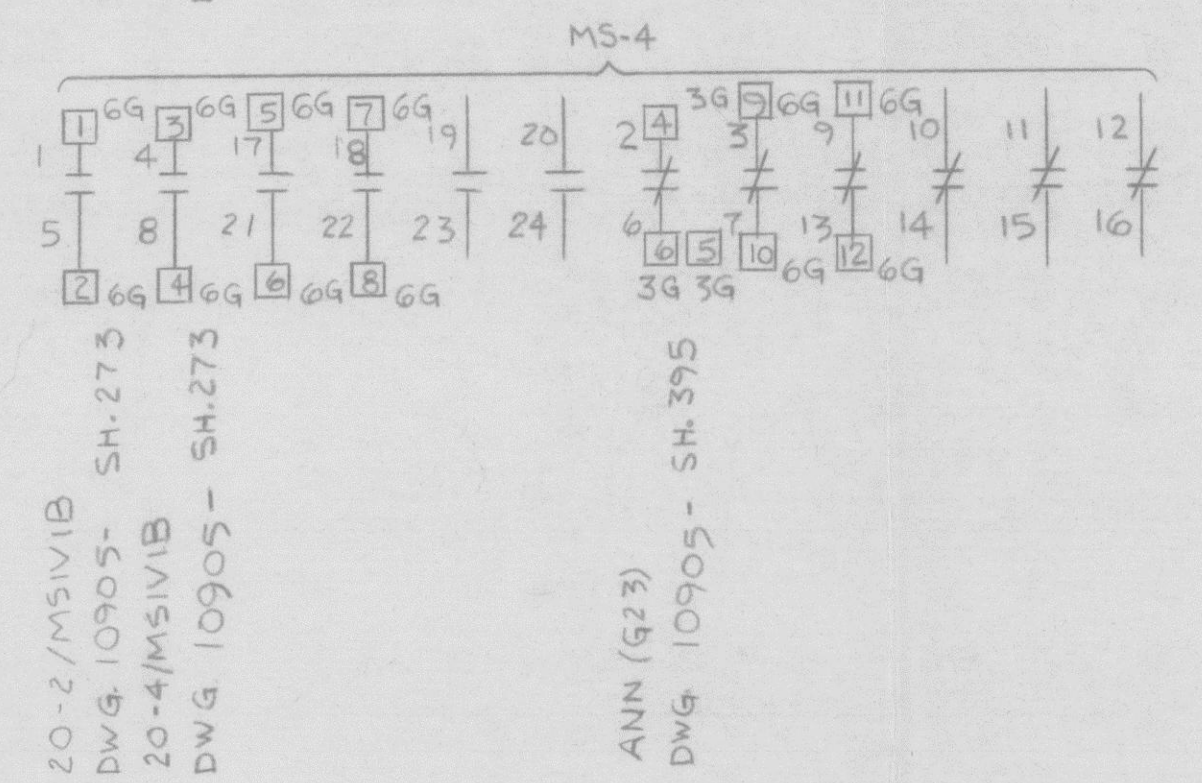 MS-4
1 6G 3 6G 5 6G 7 6G 19 20 2 4 3G 9 6G 11 6G 10 11 12
1 4 17 18 3 9
5 8 21 22 23 24 6 7 13 14 15 16
2 6G 4 6G 6 6G 8 6G 6 5 10 6G 12 6G
3G 3G
20-2/MSIV1B
DWG. 10905- SH.273
20-4/MSIV1B
DWG 10905- SH.273
ANN (G23)
DWG 10905- SH.395